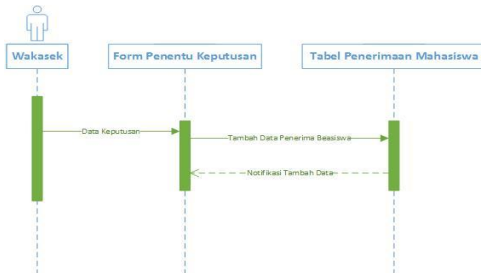 Wakasek
Form Penentu Keputusan
Tabel Penerimaan Mahasiswa
Data Keputusan
Tambah Data Penerima Beasiswa
Notifikasi Tambah Data